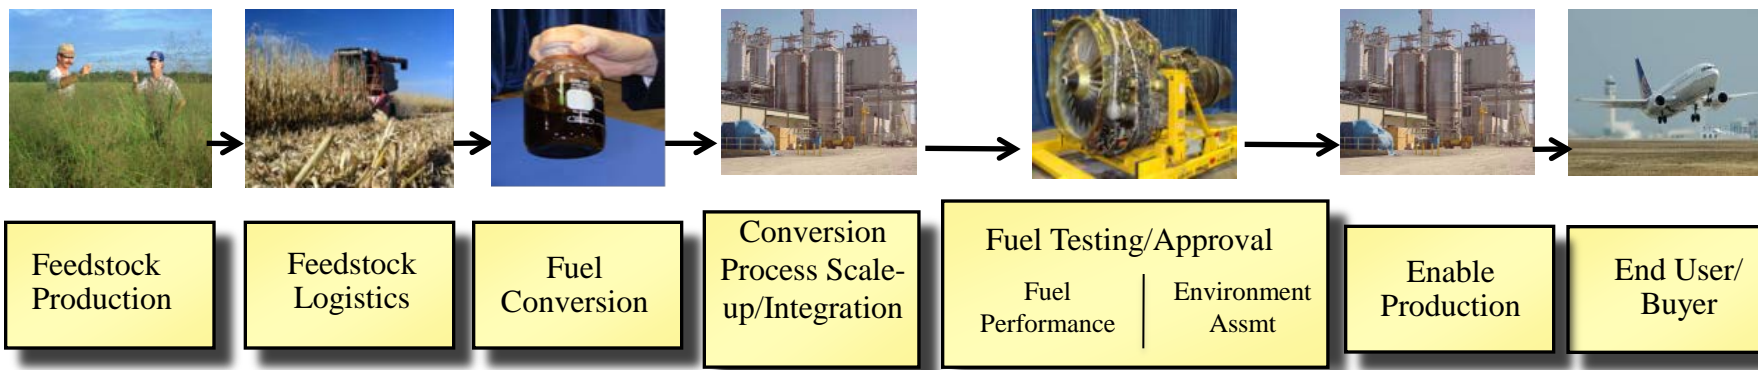 Feedstock
Production
Feedstock
Logistics
Fuel
Conversion
Conversion
Process Scale-
up/Integration
Fuel Testing/Approval
Fuel
Performance
Environment
Assmt
Enable
Production
End User/
Buyer